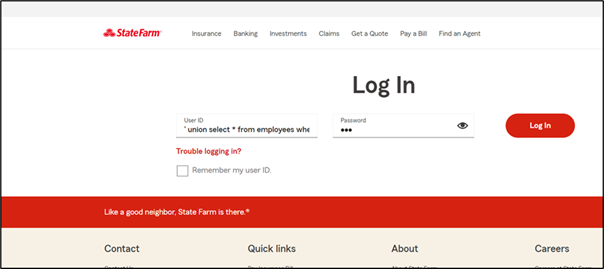 StateFarm
Insurance Banking Investments Claims Get a Quote Pay a Bill Find an Agent
Log In
User ID
' union select * from employees whe
Password
•••
Log In
Trouble logging in?
Remember my user ID.
Like a good neighbor, State Farm is there.®
Contact Quick links About Careers